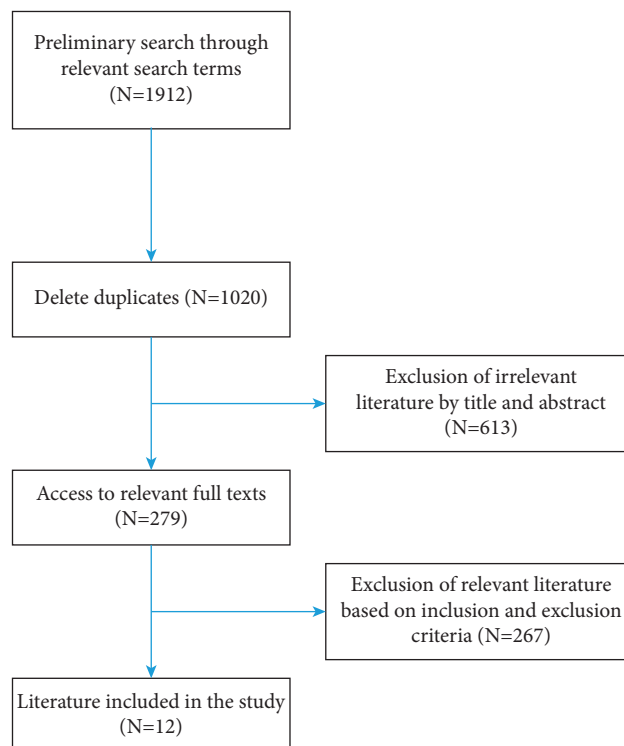 Preliminary search through
relevant search terms
(N=1912)
Delete duplicates (N=1020)
Exclusion of irrelevant
literature by title and abstract
(N=613)
Access to relevant full texts
(N=279)
Exclusion of relevant literature
based on inclusion and exclusion
criteria (N=267)
Literature included in the study
(N=12)